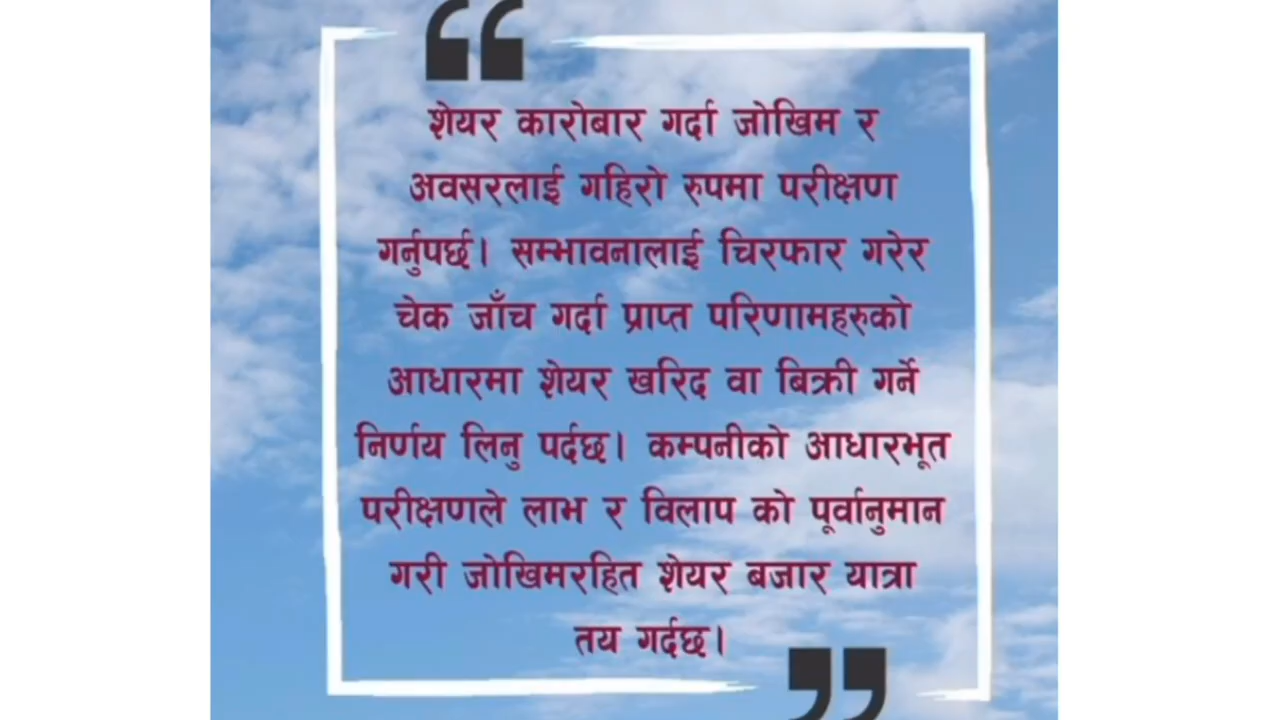 शेयर कारोबार गर्दा जोखिम र
अवसरलाई गहिरो रुपमा परीक्षण
गर्नुपर्छ। सम्भावनालाई चिरफार गरेर
चेक जाँच गर्दा प्राप्त परिणामहरुको
आधारमा शेयर खरिद वा बिक्री गर्ने
निर्णय लिनु पर्दछ। कम्पनीको आधारभूत
परीक्षणले लाभ र विलाप को पूर्वानुमान
गरी जोखिमरहित शेयर बजार यात्रा
तय गर्दछ।